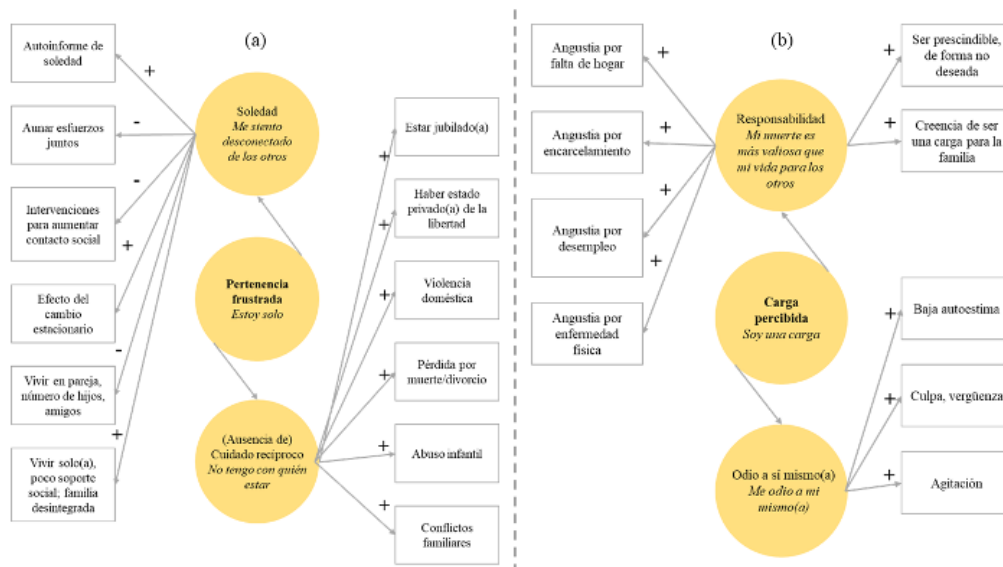 (a)
Autoinforme de
soledad
Aunar esfuerzos
juntos
Intervenciones
para aumentar
contacto social
Efecto del
cambio
estacionario
Vivir en pareja,
número de hijos,
amigos
Vivir solo(a),
poco soporte
social; familia
desintegrada
+
-
-
+
-
+
Soledad
Me siento
desconectado
de los otros
Pertenencia
frustrada
Estoy solo
(Ausencia de)
Cuidado recíproco
No tengo con quién
estar
+
+
+
+
+
+
Estar jubilado(a)
Haber estado
privado(a) de la
libertad
Violencia
doméstica
Pérdida por
muerte/divorcio
Abuso infantil
Conflictos
familiares
(b)
Angustia por
falta de hogar
Angustia por
encarcelamiento
Angustia por
desempleo
Angustia por
enfermedad
física
+
+
+
+
Responsabilidad
Mi muerte es
más valiosa que
mi vida para los
otros
Carga
percibida
Soy una carga
Odio a sí mismo(a)
Me odio a mi
mismo(a)
+
+
Ser prescindible,
de forma no
deseada
Creencia de ser
una carga para la
familia
+
+
+
Baja autoestima
Culpa, vergüenza
Agitación